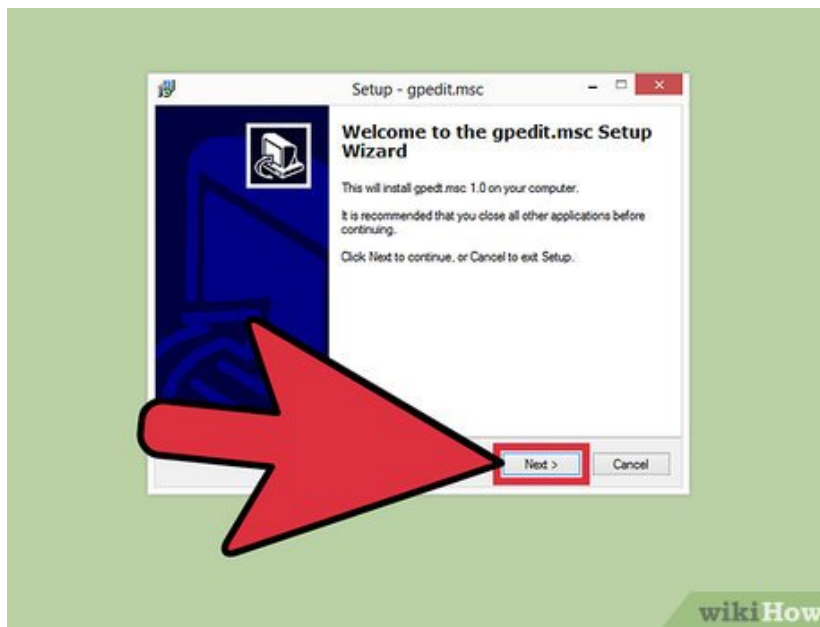 Setup - gpedit.msc
Welcome to the gpedit.msc Setup
Wizard
This will install gpedt.msc 1.0 on your computer.
It is recommended that you close all other applications before
continuing.
Click Next to continue, or Cancel to exit Setup.
Next >
Cancel
wikiHow